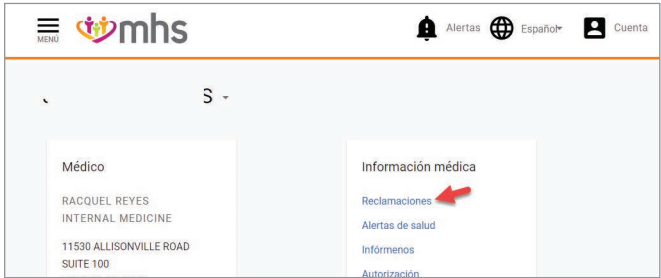 MENÚ
mhs
Alertas
Español
Cuenta
S
Médico
RACQUEL REYES
INTERNAL MEDICINE
11530 ALLISONVILLE ROAD
SUITE 100
Información médica
Reclamaciones
Alertas de salud
Infórmenos
Autorización